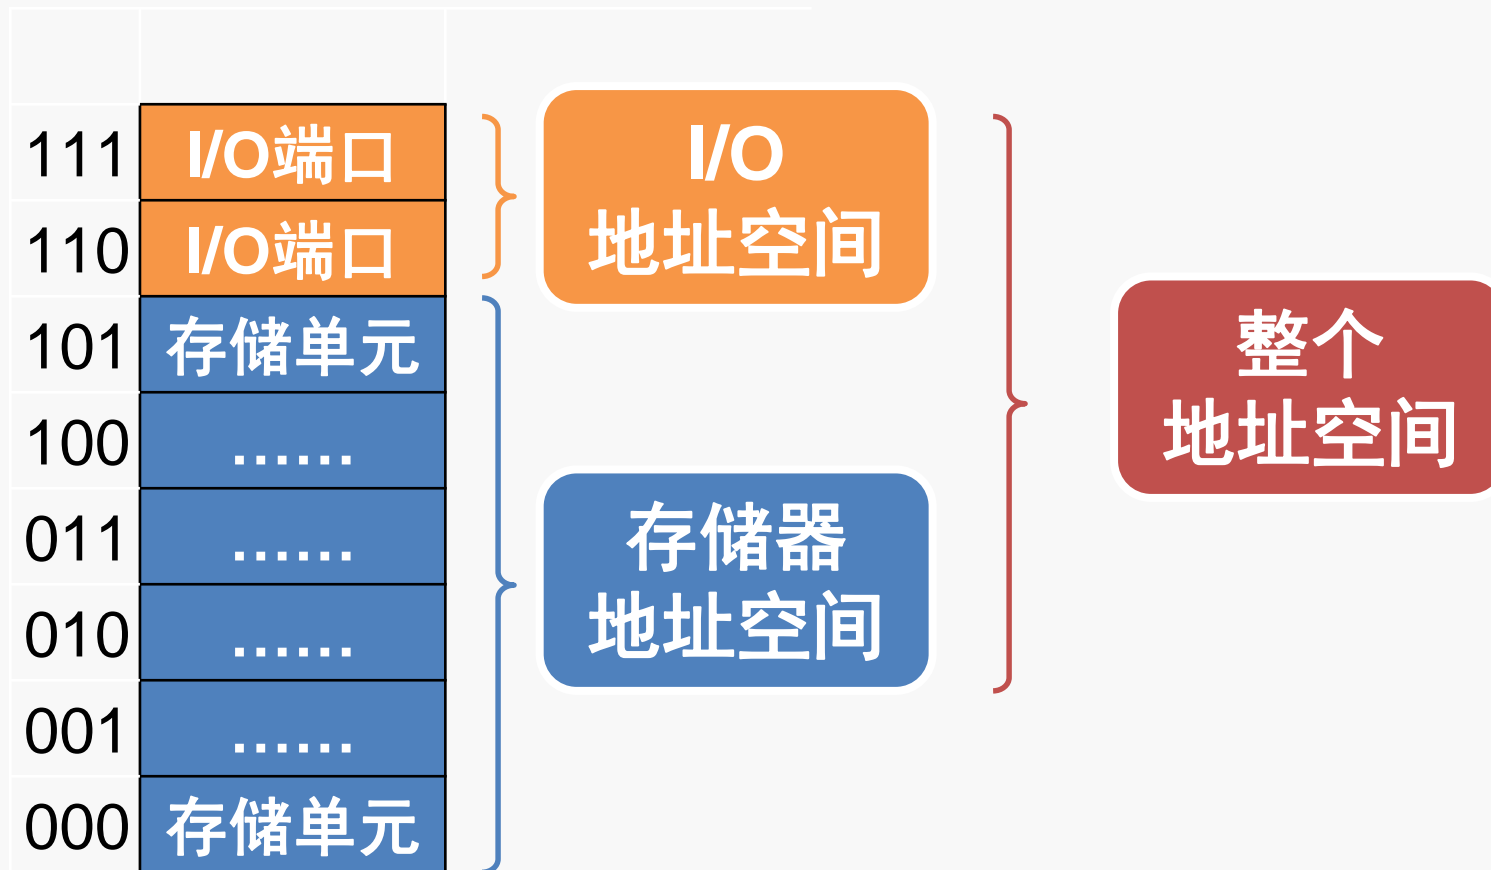 111 I/O端口
110 I/O端口
101 存储单元
100 ……
011 ……
010 ……
001 ……
000 存储单元
I/O
地址空间
存储器
地址空间
整个
地址空间